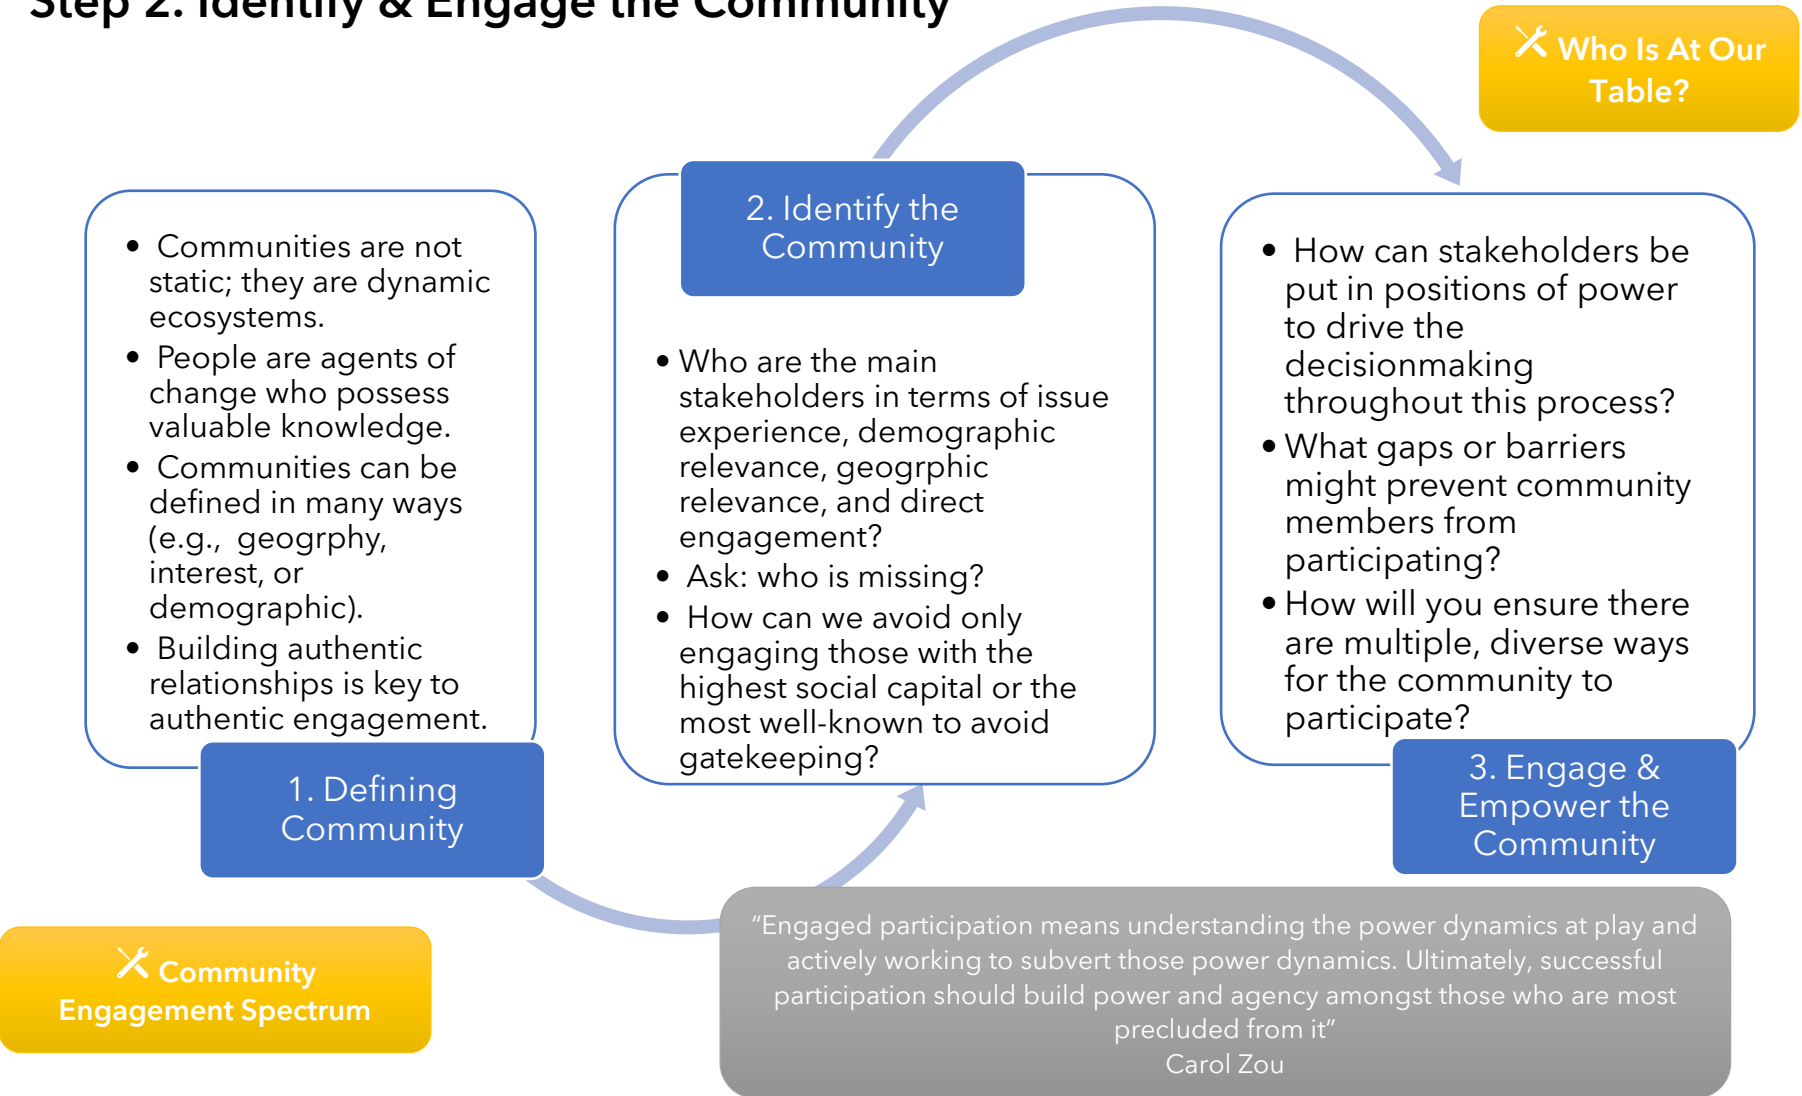 Step 2: Identify & Engage the Community
Who Is At Our
Table?
• Communities are not
static; they are dynamic
ecosystems.
• People are agents of
change who possess
valuable knowledge.
• Communities can be
defined in many ways
(e.g., geogrphy,
interest, or
demographic).
• Building authentic
relationships is key to
authentic engagement.
1. Defining
Community
2. Identify the
Community
• Who are the main
stakeholders in terms of issue
experience, demographic
relevance, geogrphic
relevance, and direct
engagement?
• Ask: who is missing?
• How can we avoid only
engaging those with the
highest social capital or the
most well-known to avoid
gatekeeping?
• How can stakeholders be
put in positions of power
to drive the
decisionmaking
throughout this process?
• What gaps or barriers
might prevent community
members from
participating?
• How will you ensure there
are multiple, diverse ways
for the community to
participate?
3. Engage &
Empower the
Community
Community
Engagement Spectrum
“Engaged participation means understanding the power dynamics at play and
actively working to subvert those power dynamics. Ultimately, successful
participation should build power and agency amongst those who are most
precluded from it”
Carol Zou